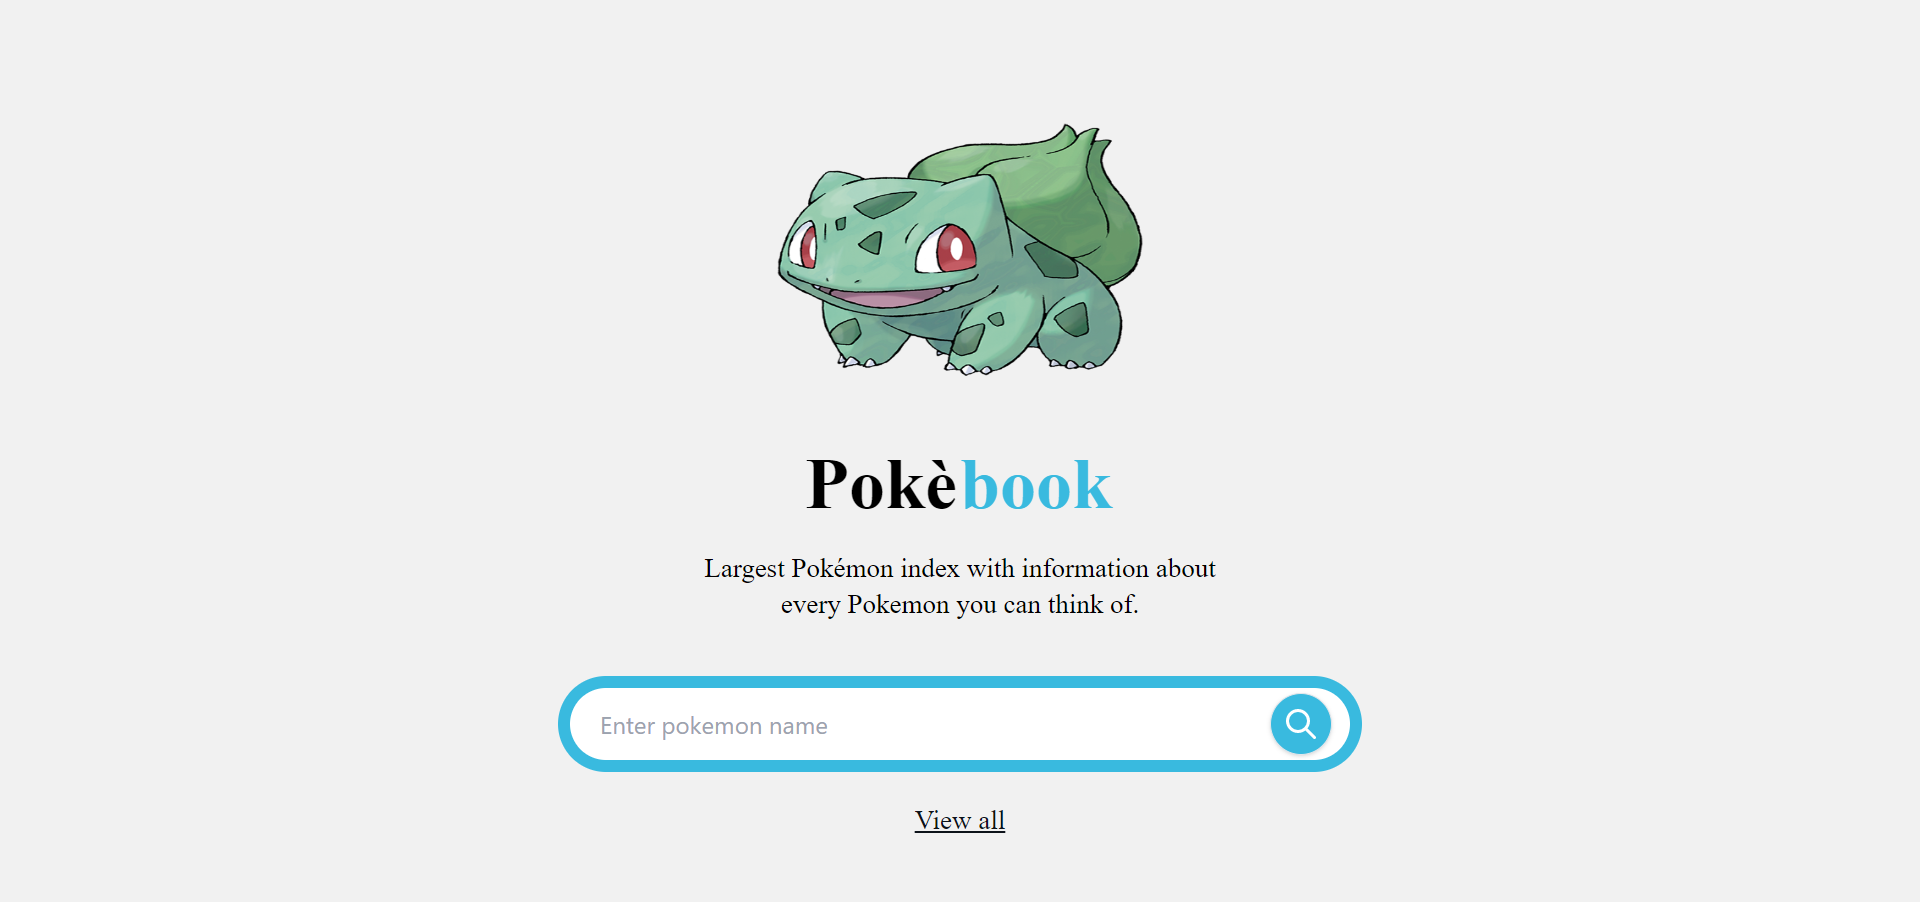 Pokèbook
Largest Pokémon index with information about
every Pokemon you can think of.
Enter pokemon name
View all